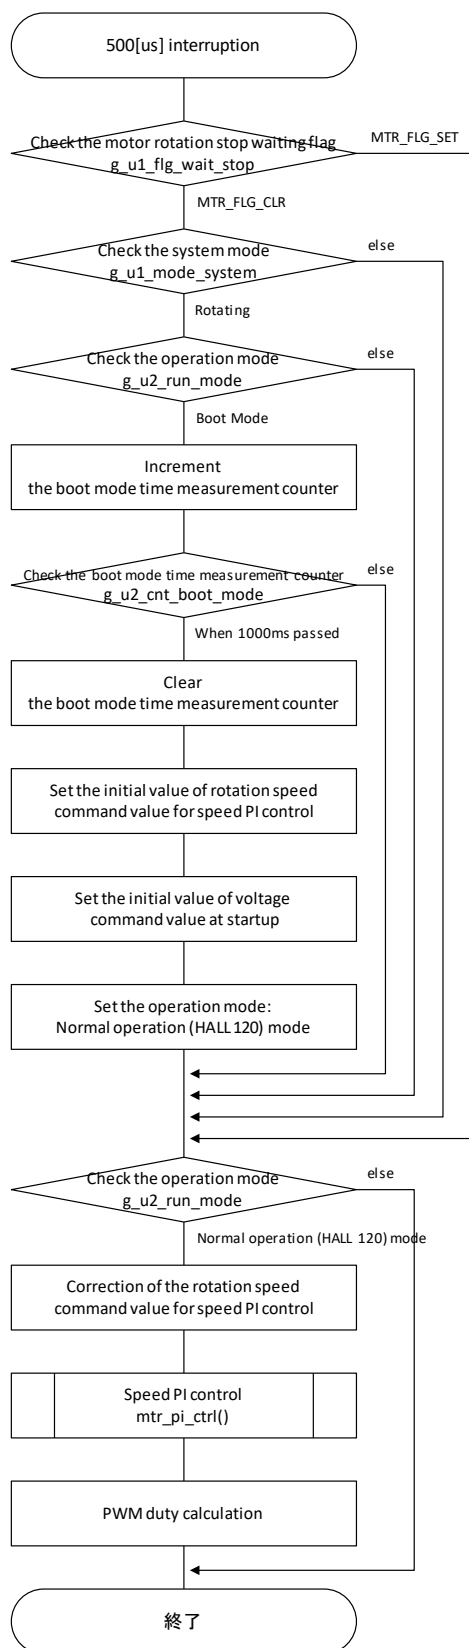 500[us] interruption
Check the motor rotation stop waiting flag
g_u1_flg_wait_stop
MTR_FLG_SET
MTR_FLG_CLR
Check the system mode
g_u1_mode_system
else
Rotating
Check the operation mode
g_u2_run_mode
else
Boot Mode
Increment
the boot mode time measurement counter
Check the boot mode time measurement counter
g_u2_cnt_boot_mode
else
When 1000ms passed
Clear
the boot mode time measurement counter
Set the initial value of rotation speed
command value for speed PI control
Set the initial value of voltage
command value at startup
Set the operation mode:
Normal operation (HALL 120) mode
Check the operation mode
g_u2_run_mode
else
Normal operation (HALL 120) mode
Correction of the rotation speed
command value for speed PI control
Speed PI control
mtr_pi_ctrl()
PWM duty calculation
終了